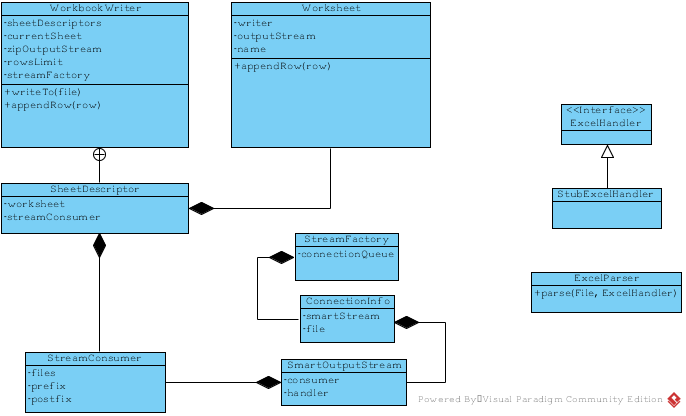 WorkbookWriter
-sheetDescriptors
-currentSheet
-zipOutputStream
-rowsLimit
-streamFactory
+writeTo(file)
+appendRow(row)
Worksheet
-writer
-outputStream
-name
+appendRow(row)
<<Interface>>
ExcelHandler
StubExcelHandler
SheetDescriptor
-worksheet
-streamConsumer
StreamFactory
-connectionQueue
ExcelParser
+parse(File, ExcelHandler)
ConnectionInfo
-smartStream
-file
StreamConsumer
-files
-prefix
-postfix
SmartOutputStream
-consumer
-handler
Powered By Visual Paradigm Community Edition